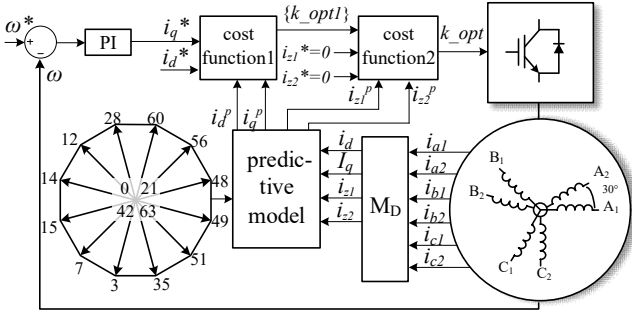 ω*
+
−
ω
PI
i_q*
i_d*
cost
function1
{k_opt1}
i_z1*=0
i_z2*=0
cost
function2
k_opt
i_d^p
i_q^p
i_z1^p
i_z2^p
28
60
12
56
14
48
0
21
42
63
15
49
7
51
3
35
predic-
tive
model
i_d
I_q
i_z1
i_z2
M_D
i_a1
i_a2
i_b1
i_b2
i_c1
i_c2
B_1
B_2
A_2
30°
A_1
C_1
C_2